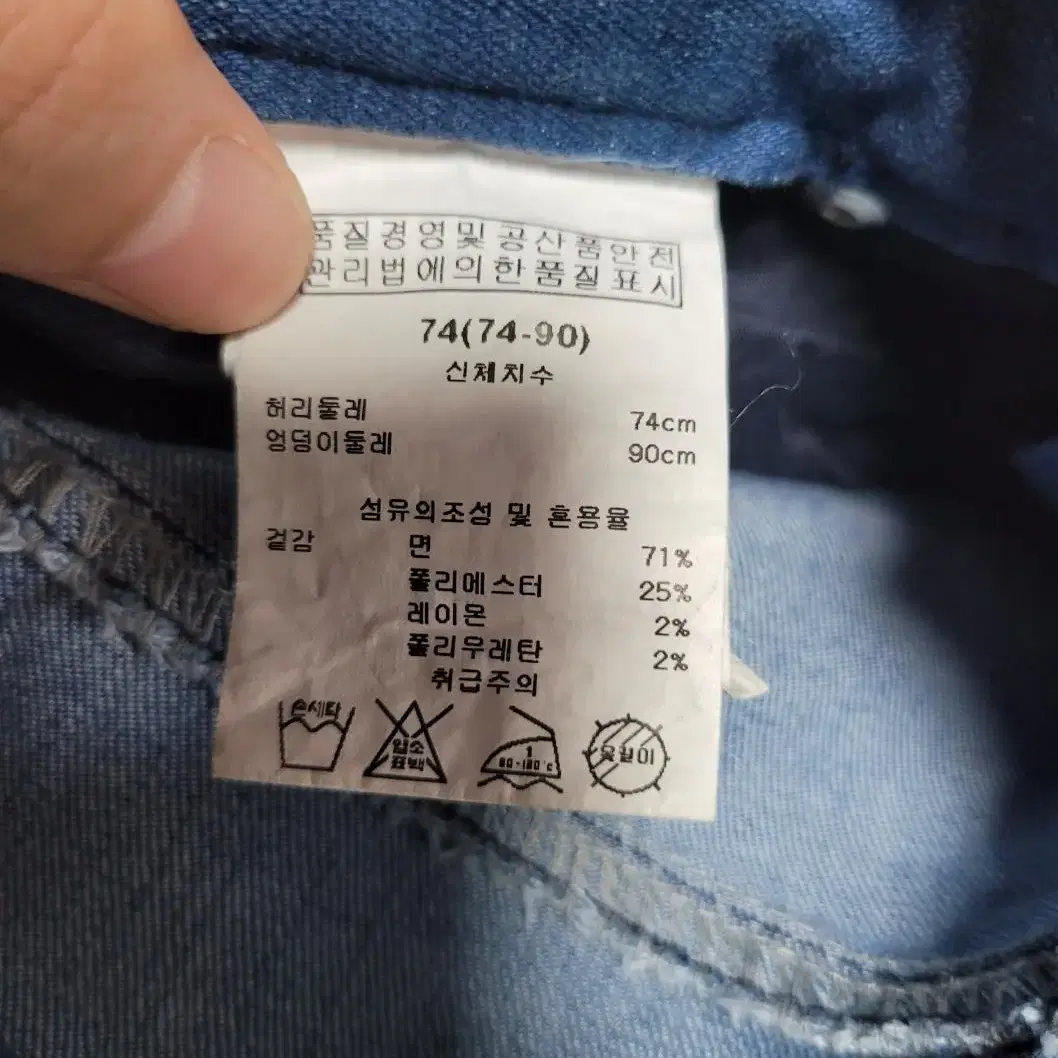 품질경영및공산품안전
관리법에의한품질표시
74(74-90)
신체치수
허리둘레 74cm
엉덩이둘레 90cm
섬유의조성 및 혼용율
겉감 면 71%
폴리에스터 25%
레이온 2%
폴리우레탄 2%
취급주의
손세탁
염소
표백
1
80-120°C
옷걸이